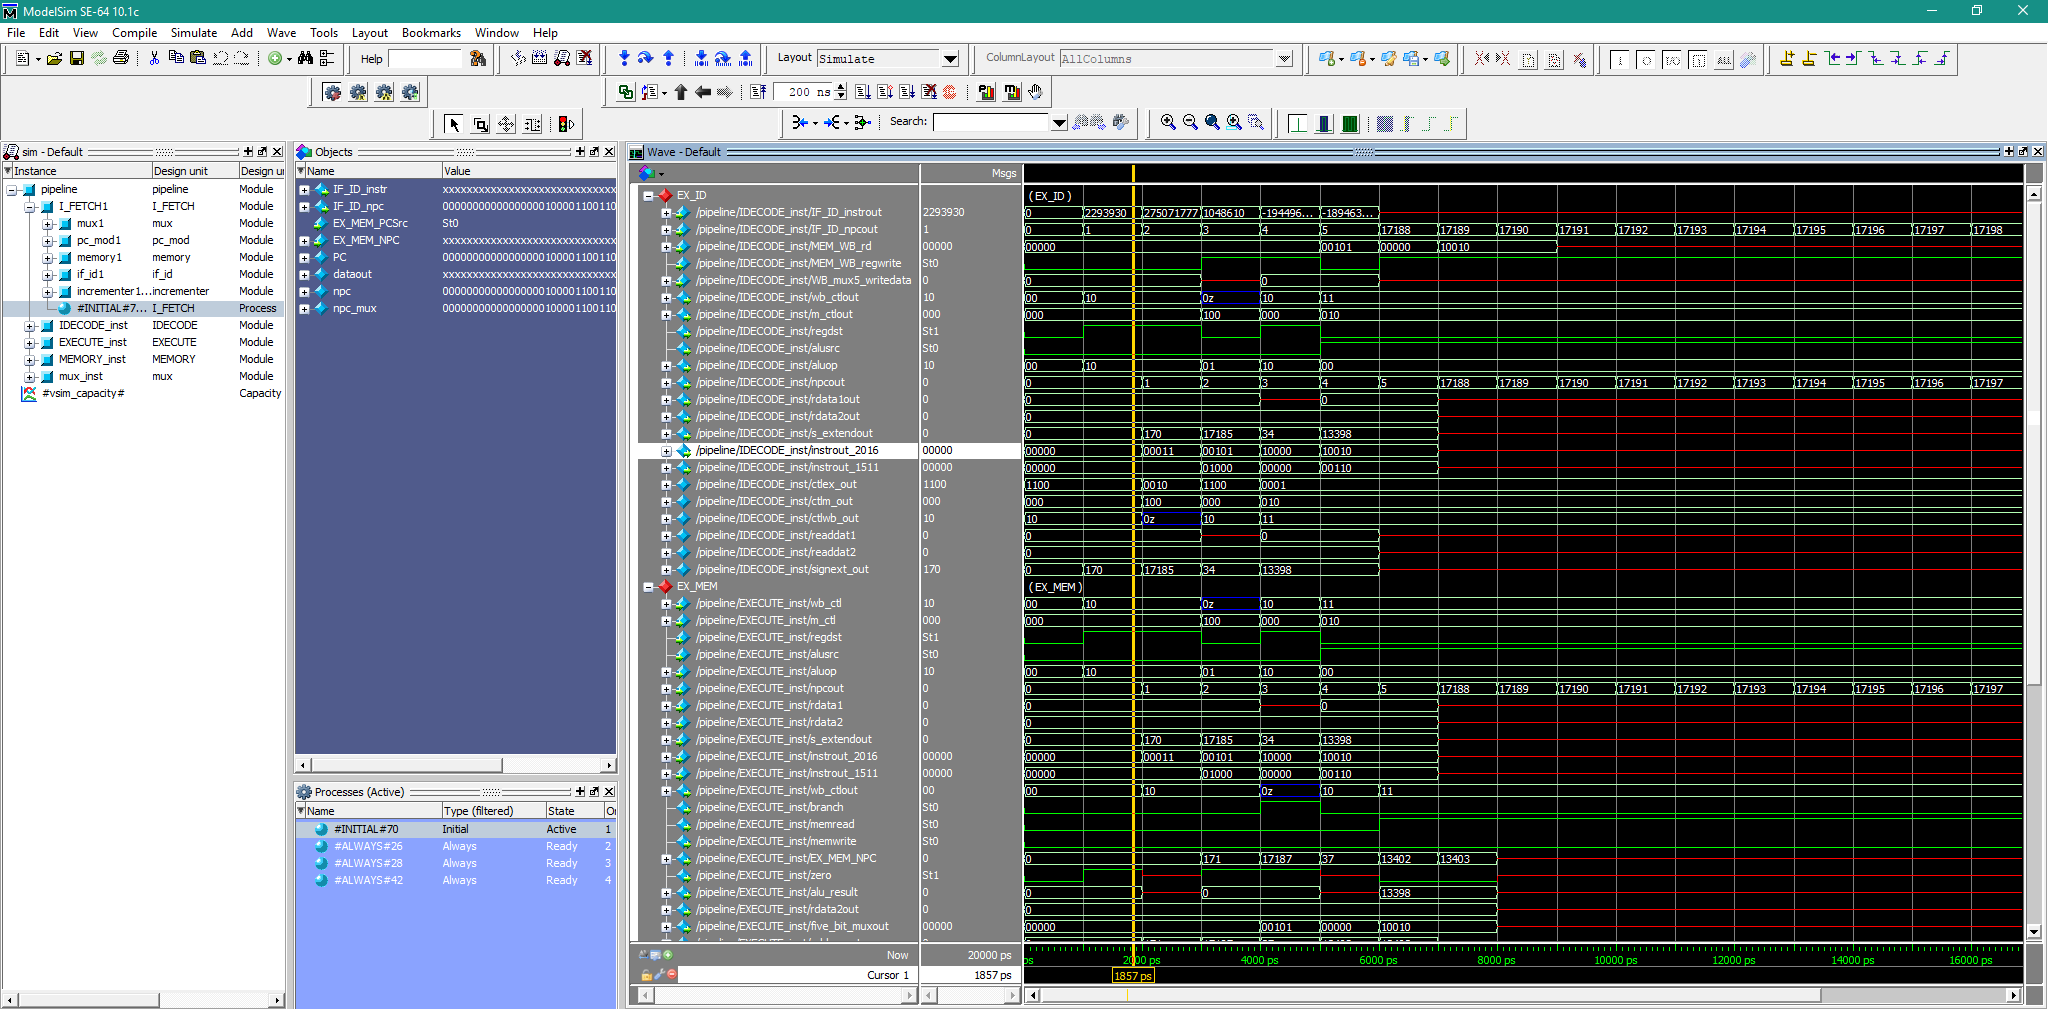 ModelSim SE-64 10.1c
File Edit View Compile Simulate Add Wave Tools Layout Bookmarks Window Help
Help
Layout Simulate
ColumnLayout AllColumns
200 ns
Search:
sim - Default
Instance Design unit Design u
pipeline pipeline Module
I_FETCH1 I_FETCH Module
mux1 mux Module
pc_mod1 pc_mod Module
memory1 memory Module
if_id1 if_id Module
incrementer1... incrementer Module
#INITIAL#7... I_FETCH Process
IDECODE_inst IDECODE Module
EXECUTE_inst EXECUTE Module
MEMORY_inst MEMORY Module
mux_inst mux Module
#vsim_capacity# Capacity
Objects
Name Value
IF_ID_instr xxxxxxxxxxxxxxxxxxxxxxxxxxxxx
IF_ID_npc 00000000000000000100001100110
EX_MEM_PCSrc St0
EX_MEM_NPC xxxxxxxxxxxxxxxxxxxxxxxxxxxxx
PC 00000000000000000100001100110
dataout xxxxxxxxxxxxxxxxxxxxxxxxxxxxx
npc 00000000000000000100001100110
npc_mux 00000000000000000100001100110
Processes (Active)
Name Type (filtered) State Or
#INITIAL#70 Initial Active 1
#ALWAYS#26 Always Ready 2
#ALWAYS#28 Always Ready 3
#ALWAYS#42 Always Ready 4
Wave - Default
Msgs
EX_ID (EX_ID)
/pipeline/IDECODE_inst/IF_ID_instrout 2293930 0 2293930 275071777 1048610 -194496... -189463...
/pipeline/IDECODE_inst/IF_ID_npcout 1 0 1 2 3 4 5 17188 17189 17190 17191 17192 17193 17194 17195 17196 17197 17198
/pipeline/IDECODE_inst/MEM_WB_rd 00000 00000 00101 00000 10010
/pipeline/IDECODE_inst/MEM_WB_regwrite St0
/pipeline/IDECODE_inst/WB_mux5_writedata 0 0 0
/pipeline/IDECODE_inst/wb_ctlout 10 00 10 0z 10 11
/pipeline/IDECODE_inst/m_ctlout 000 000 100 000 010
/pipeline/IDECODE_inst/regdst St1
/pipeline/IDECODE_inst/alusrc St0
/pipeline/IDECODE_inst/aluop 10 00 10 01 10 00
/pipeline/IDECODE_inst/npcout 0 0 1 2 3 4 5 17188 17189 17190 17191 17192 17193 17194 17195 17196 17197
/pipeline/IDECODE_inst/rdata1out 0 0 0
/pipeline/IDECODE_inst/rdata2out 0 0
/pipeline/IDECODE_inst/s_extendout 0 0 170 17185 34 13398
/pipeline/IDECODE_inst/instrout_2016 00000 00000 00011 00101 10000 10010
/pipeline/IDECODE_inst/instrout_1511 00000 00000 01000 00000 00110
/pipeline/IDECODE_inst/ctlex_out 1100 1100 0010 1100 0001
/pipeline/IDECODE_inst/ctlm_out 000 000 100 000 010
/pipeline/IDECODE_inst/ctlwb_out 10 10 0z 10 11
/pipeline/IDECODE_inst/readdat1 0 0 0
/pipeline/IDECODE_inst/readdat2 0 0
/pipeline/IDECODE_inst/signext_out 170 0 170 17185 34 13398
EX_MEM (EX_MEM)
/pipeline/EXECUTE_inst/wb_ctl 10 00 10 0z 10 11
/pipeline/EXECUTE_inst/m_ctl 000 000 100 000 010
/pipeline/EXECUTE_inst/regdst St1
/pipeline/EXECUTE_inst/alusrc St0
/pipeline/EXECUTE_inst/aluop 10 00 10 01 10 00
/pipeline/EXECUTE_inst/npcout 0 0 1 2 3 4 5 17188 17189 17190 17191 17192 17193 17194 17195 17196 17197
/pipeline/EXECUTE_inst/rdata1 0 0 0
/pipeline/EXECUTE_inst/rdata2 0 0
/pipeline/EXECUTE_inst/s_extendout 0 0 170 17185 34 13398
/pipeline/EXECUTE_inst/instrout_2016 00000 00000 00011 00101 10000 10010
/pipeline/EXECUTE_inst/instrout_1511 00000 00000 01000 00000 00110
/pipeline/EXECUTE_inst/wb_ctlout 00 00 10 0z 10 11
/pipeline/EXECUTE_inst/branch St0
/pipeline/EXECUTE_inst/memread St0
/pipeline/EXECUTE_inst/memwrite St0
/pipeline/EXECUTE_inst/EX_MEM_NPC 0 0 171 17187 37 13402 13403
/pipeline/EXECUTE_inst/zero St1
/pipeline/EXECUTE_inst/alu_result 0 0 0 13398
/pipeline/EXECUTE_inst/rdata2out 0 0
/pipeline/EXECUTE_inst/five_bit_muxout 00000 00000 00101 00000 10010
Now 20000 ps ps 2000 ps 4000 ps 6000 ps 8000 ps 10000 ps 12000 ps 14000 ps 16000 ps
Cursor 1 1857 ps 1857 ps